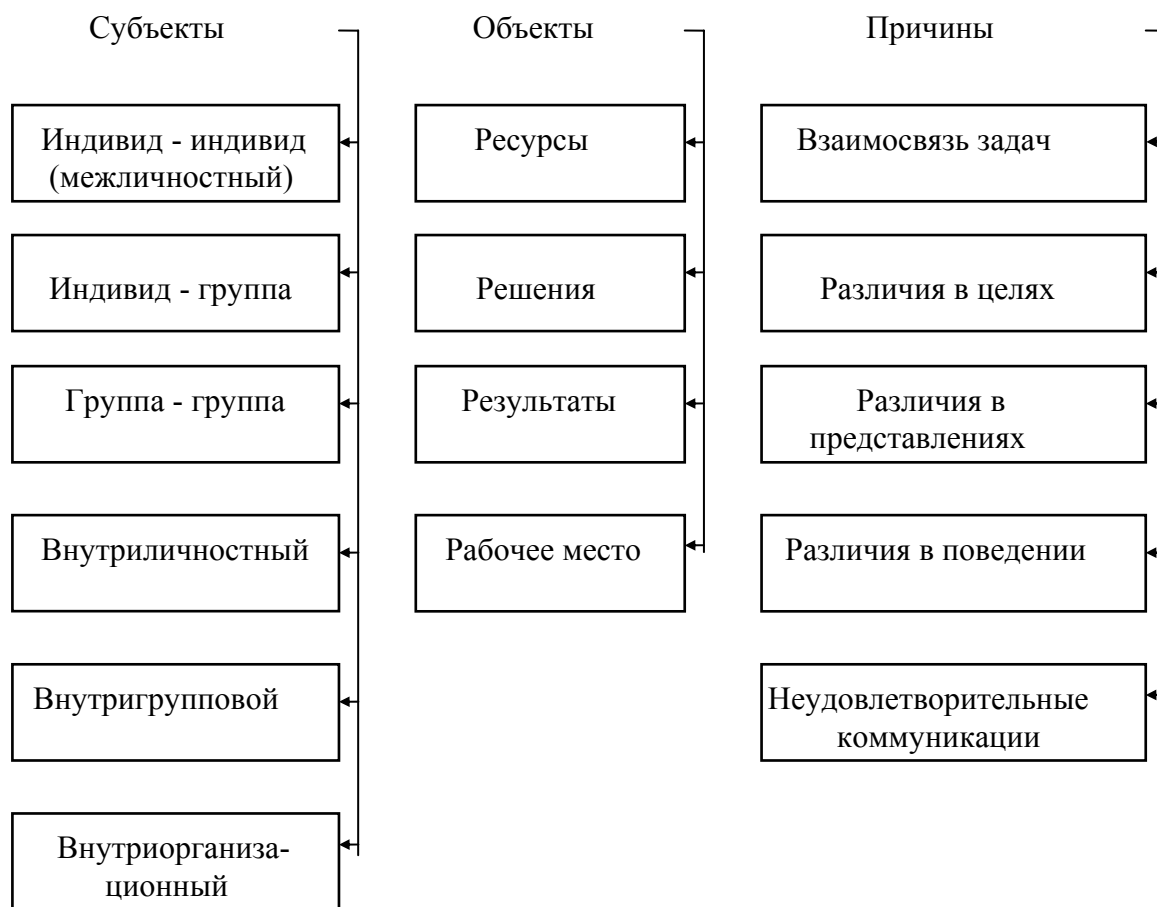 Субъекты
Индивид - индивид
(межличностный)
Индивид - группа
Группа - группа
Внутриличностный
Внутригрупповой
Внутриорганиза-
ционный
Объекты
Ресурсы
Решения
Результаты
Рабочее место
Причины
Взаимосвязь задач
Различия в целях
Различия в
представлениях
Различия в поведении
Неудовлетворительные
коммуникации